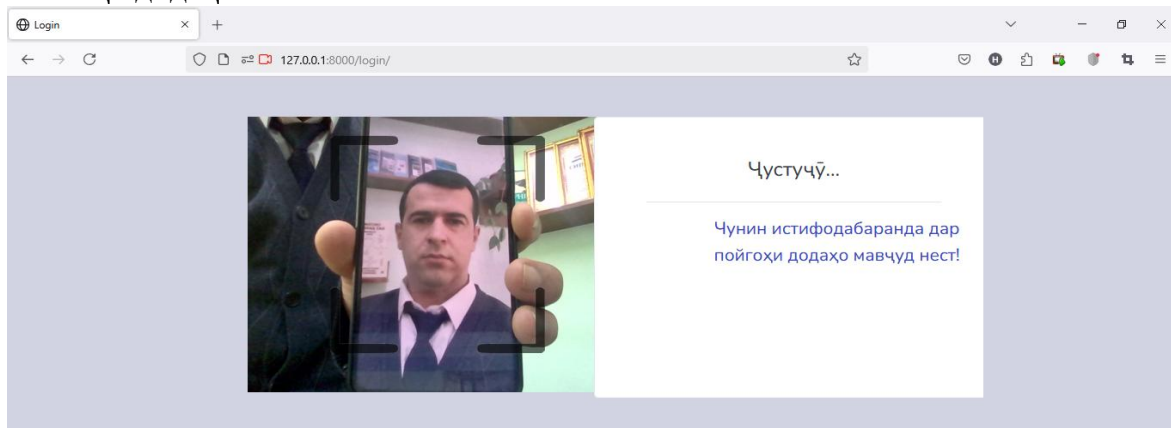 Login
127.0.0.1:8000/login/
Ҷустуҷӯ...
Чунин истифодабаранда дар
пойгоҳи додаҳо мавҷуд нест!